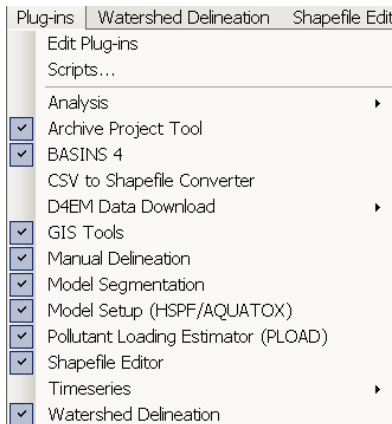 Plug-ins Watershed Delineation Shapefile Edit
Edit Plug-ins
Scripts...
Analysis
Archive Project Tool
BASINS 4
CSV to Shapefile Converter
D4EM Data Download
GIS Tools
Manual Delineation
Model Segmentation
Model Setup (HSPF/AQUATOX)
Pollutant Loading Estimator (PLOAD)
Shapefile Editor
Timeseries
Watershed Delineation